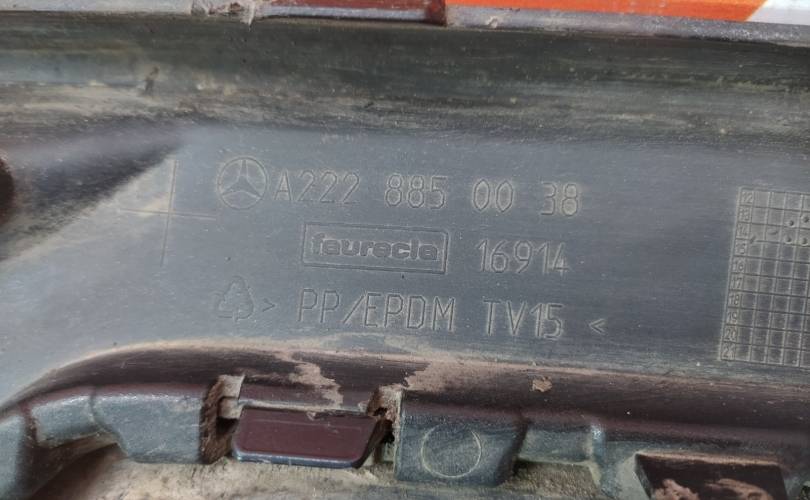 A222 885 00 38
faurecia 16914
> PP/EPDM TV15 <